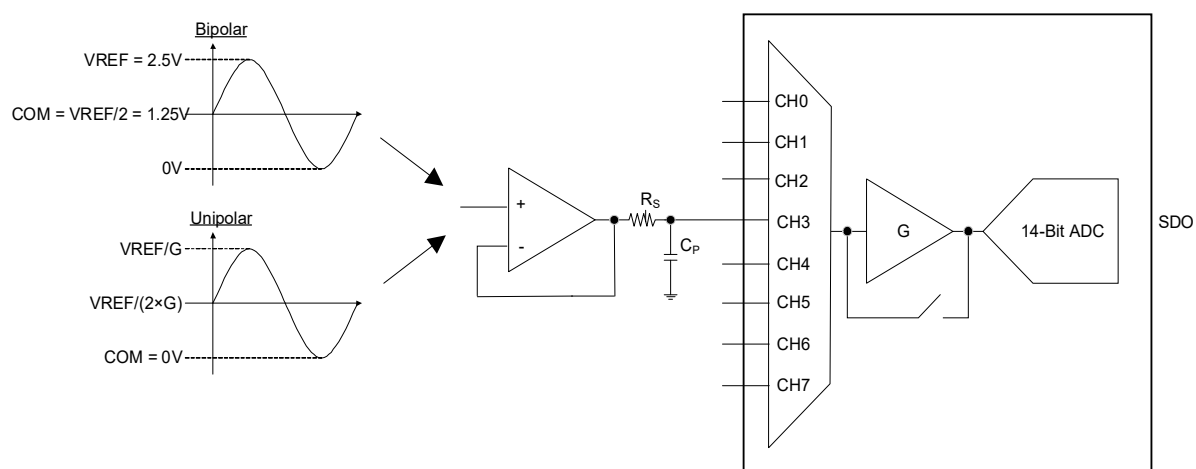 Bipolar
VREF = 2.5V
COM = VREF/2 = 1.25V
0V
Unipolar
VREF/G
VREF/(2×G)
COM = 0V
+
-
RS
CP
CH0
CH1
CH2
CH3
CH4
CH5
CH6
CH7
G
14-Bit ADC
SDO